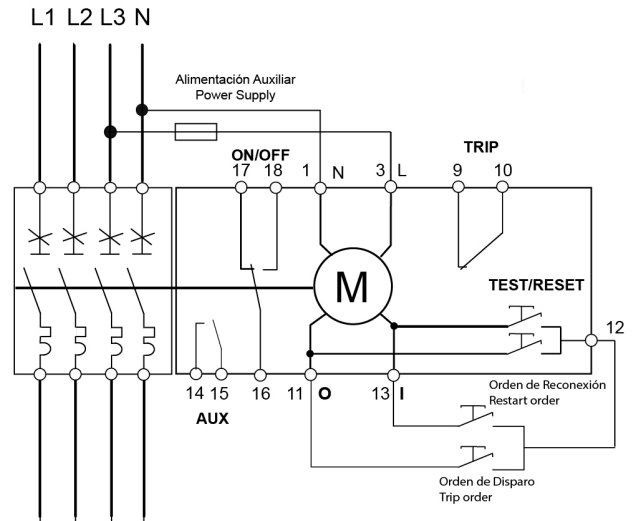 L1 L2 L3 N
Alimentación Auxiliar
Power Supply
ON/OFF
TRIP
17 18 1 N 3 L 9 10
M
TEST/RESET
12
14 15 16 11 O 13 I
AUX
Orden de Reconexión
Restart order
Orden de Disparo
Trip order